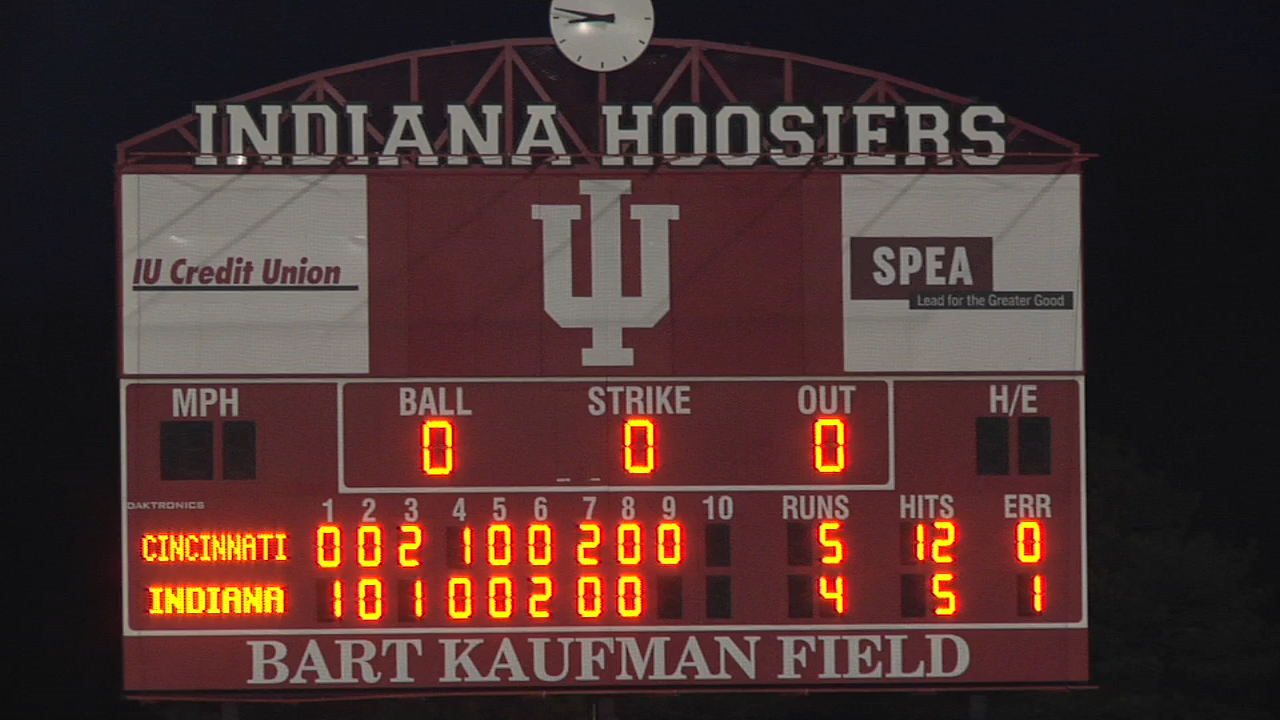 INDIANA HOOSIERS
IU Credit Union
SPEA
Lead for the Greater Good
MPH BALL STRIKE OUT H/E
0 0 0
DAKTRONICS
1 2 3 4 5 6 7 8 9 10 RUNS HITS ERR
CINCINNATI 0 0 2 1 0 0 2 0 0 5 12 0
INDIANA 1 0 1 0 0 2 0 0 4 5 1
BART KAUFMAN FIELD